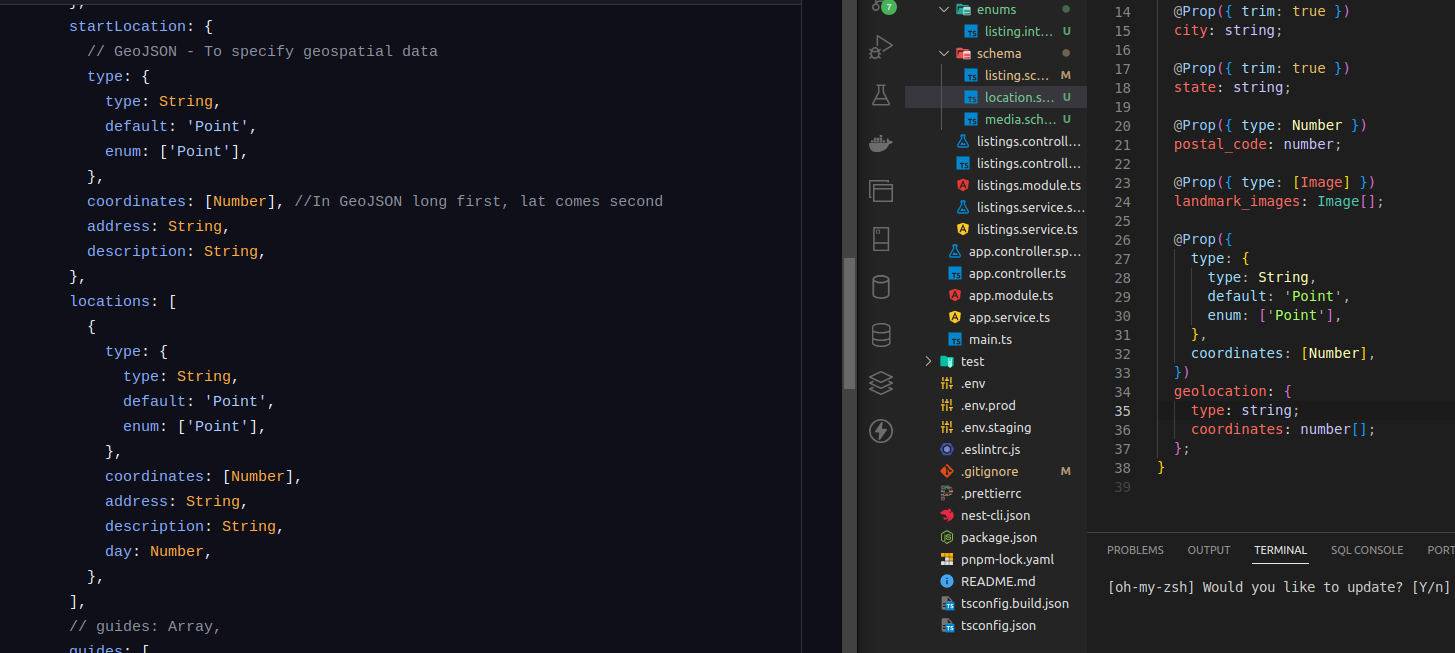 startLocation: {
// GeoJSON - To specify geospatial data
type: {
type: String,
default: 'Point',
enum: ['Point'],
},
coordinates: [Number], //In GeoJSON long first, lat comes second
address: String,
description: String,
},
locations: [
{
type: {
type: String,
default: 'Point',
enum: ['Point'],
},
coordinates: [Number],
address: String,
description: String,
day: Number,
},
],
// guides: Array,
guides: [
7
enums
listing.int... U
schema
listing.sc... M
location.s... U
media.sch... U
listings.controll...
listings.controll...
listings.module.ts
listings.service.s...
listings.service.ts
app.controller.sp...
app.controller.ts
app.module.ts
app.service.ts
main.ts
test
.env
.env.prod
.env.staging
.eslintrc.js
.gitignore M
.prettierrc
nest-cli.json
package.json
pnpm-lock.yaml
README.md
tsconfig.build.json
tsconfig.json
14 @Prop({ trim: true })
15 city: string;
16
17 @Prop({ trim: true })
18 state: string;
19
20 @Prop({ type: Number })
21 postal_code: number;
22
23 @Prop({ type: [Image] })
24 landmark_images: Image[];
25
26 @Prop({
27 type: {
28 type: String,
29 default: 'Point',
30 enum: ['Point'],
31 },
32 coordinates: [Number],
33 })
34 geolocation: {
35 type: string;
36 coordinates: number[];
37 };
38 }
39
PROBLEMS OUTPUT TERMINAL SQL CONSOLE PORT
[oh-my-zsh] Would you like to update? [Y/n]